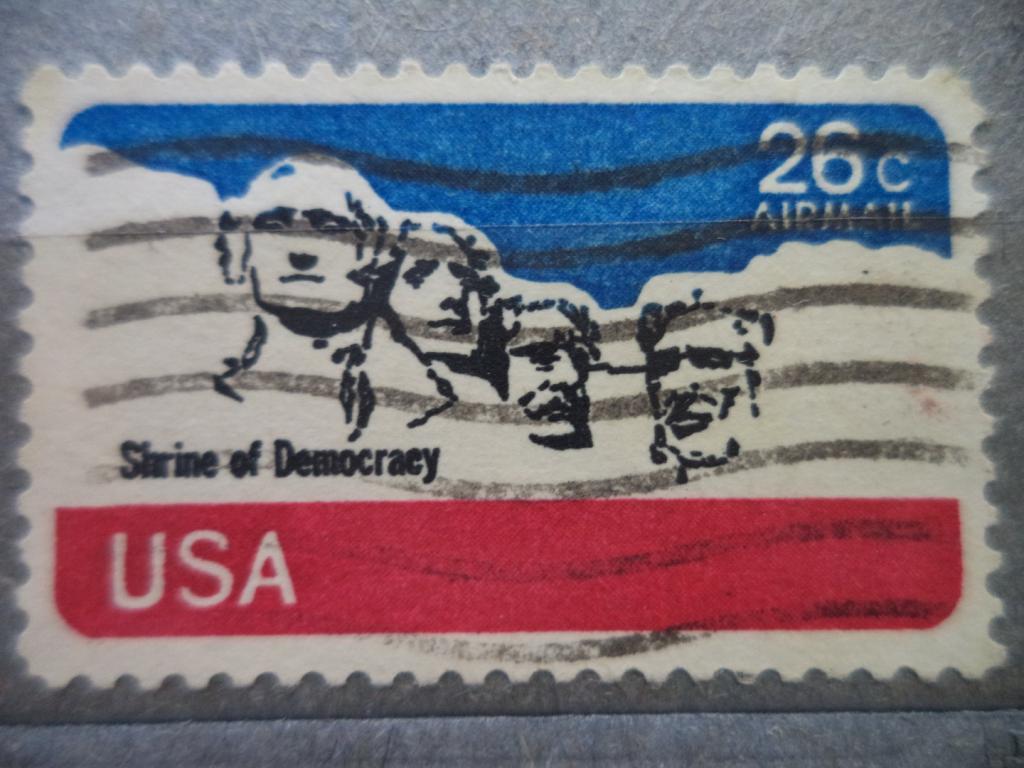 26c
AIRMAIL
Shrine of Democracy
USA